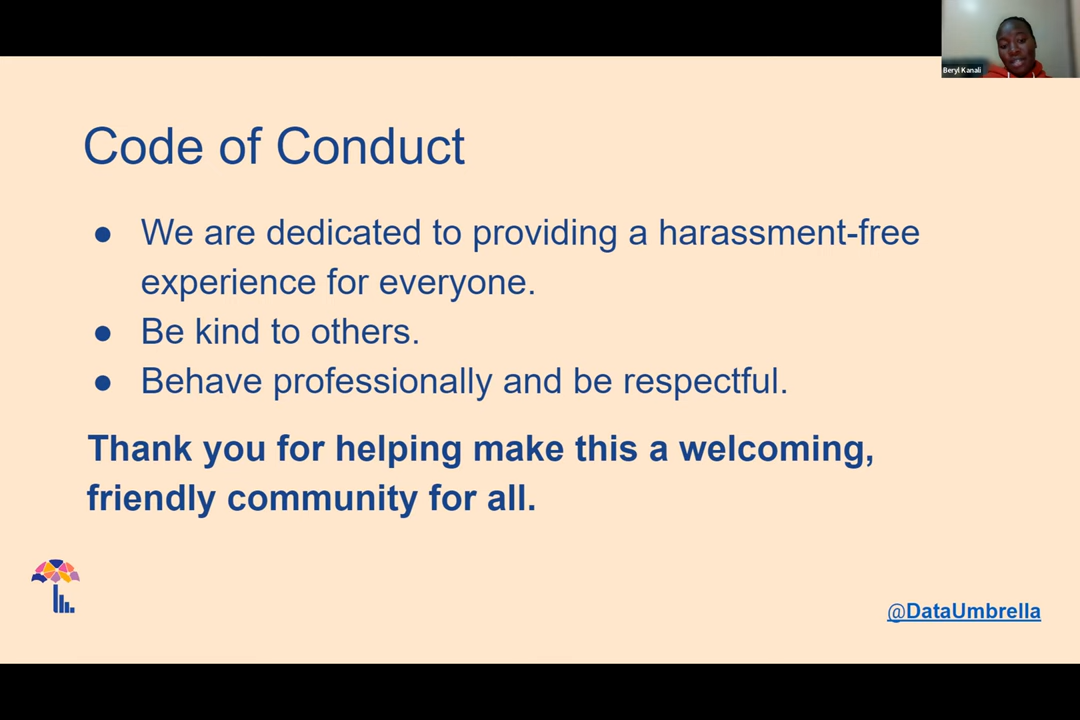 Beryl Kanali
Code of Conduct
● We are dedicated to providing a harassment-free
experience for everyone.
● Be kind to others.
● Behave professionally and be respectful.
Thank you for helping make this a welcoming,
friendly community for all.
@DataUmbrella